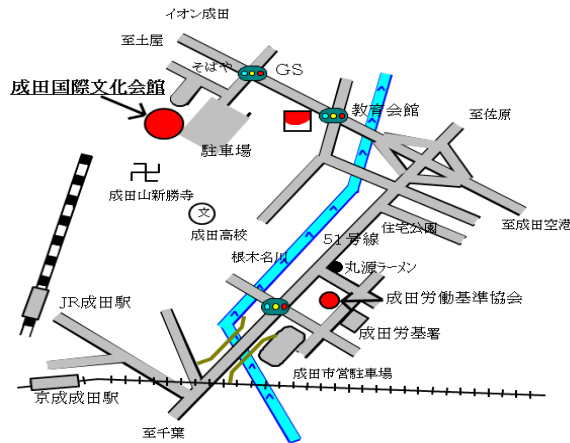 イオン成田
至土屋
そばや
GS
成田国際文化会館
教育会館
至佐原
駐車場
成田山新勝寺
文
成田高校
至成田空港
住宅公園
51号線
根木名川
丸源ラーメン
JR成田駅
成田労働基準協会
成田労基署
成田市営駐車場
京成成田駅
至千葉